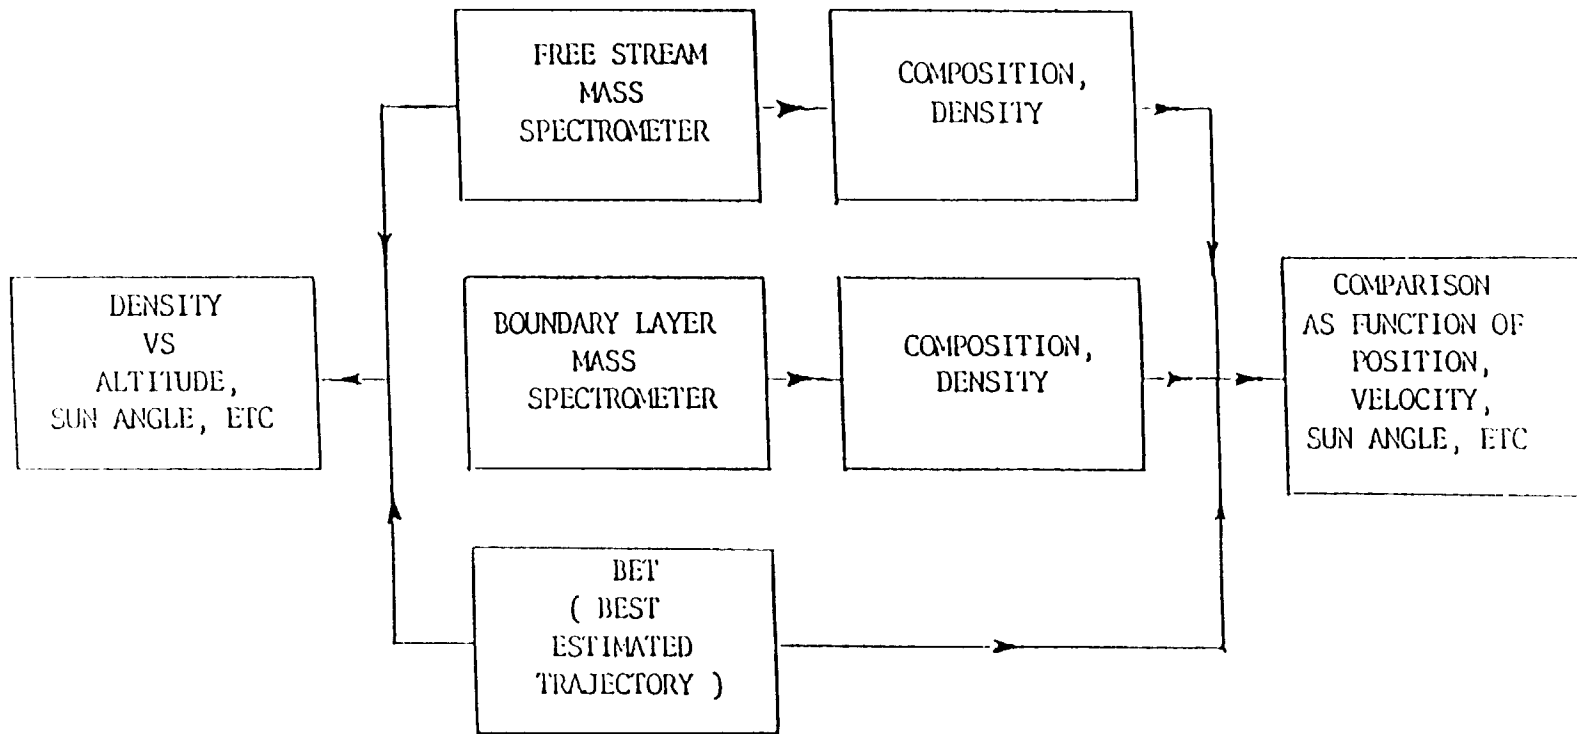 FREE STREAM
MASS
SPECTROMETER
COMPOSITION,
DENSITY
DENSITY
VS
ALTITUDE,
SUN ANGLE, ETC
BOUNDARY LAYER
MASS
SPECTROMETER
COMPOSITION,
DENSITY
COMPARISON
AS FUNCTION OF
POSITION,
VELOCITY,
SUN ANGLE, ETC
BET
( BEST
ESTIMATED
TRAJECTORY )